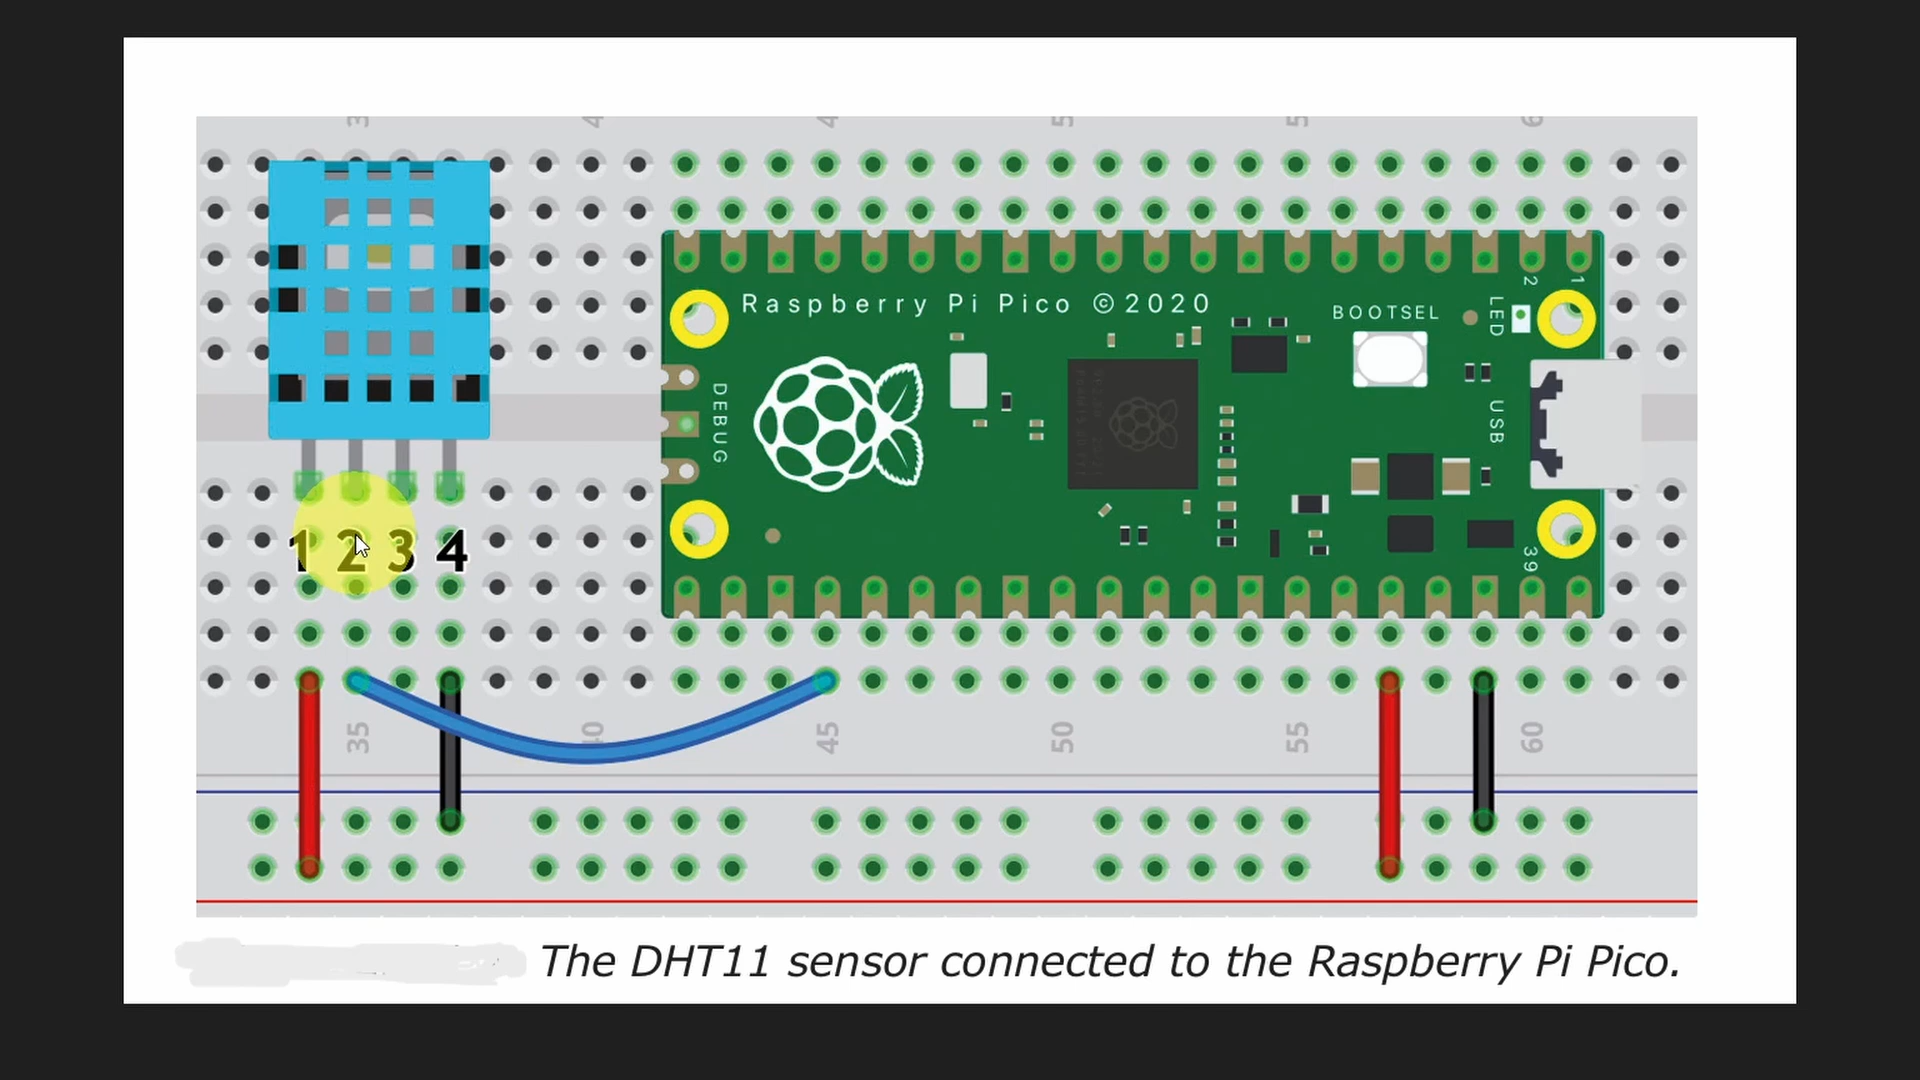 Raspberry Pi Pico ©2020
BOOTSEL
LED
2
1
DEBUG
USB
39
1 2 3 4
35
40
45
50
55
60
The DHT11 sensor connected to the Raspberry Pi Pico.